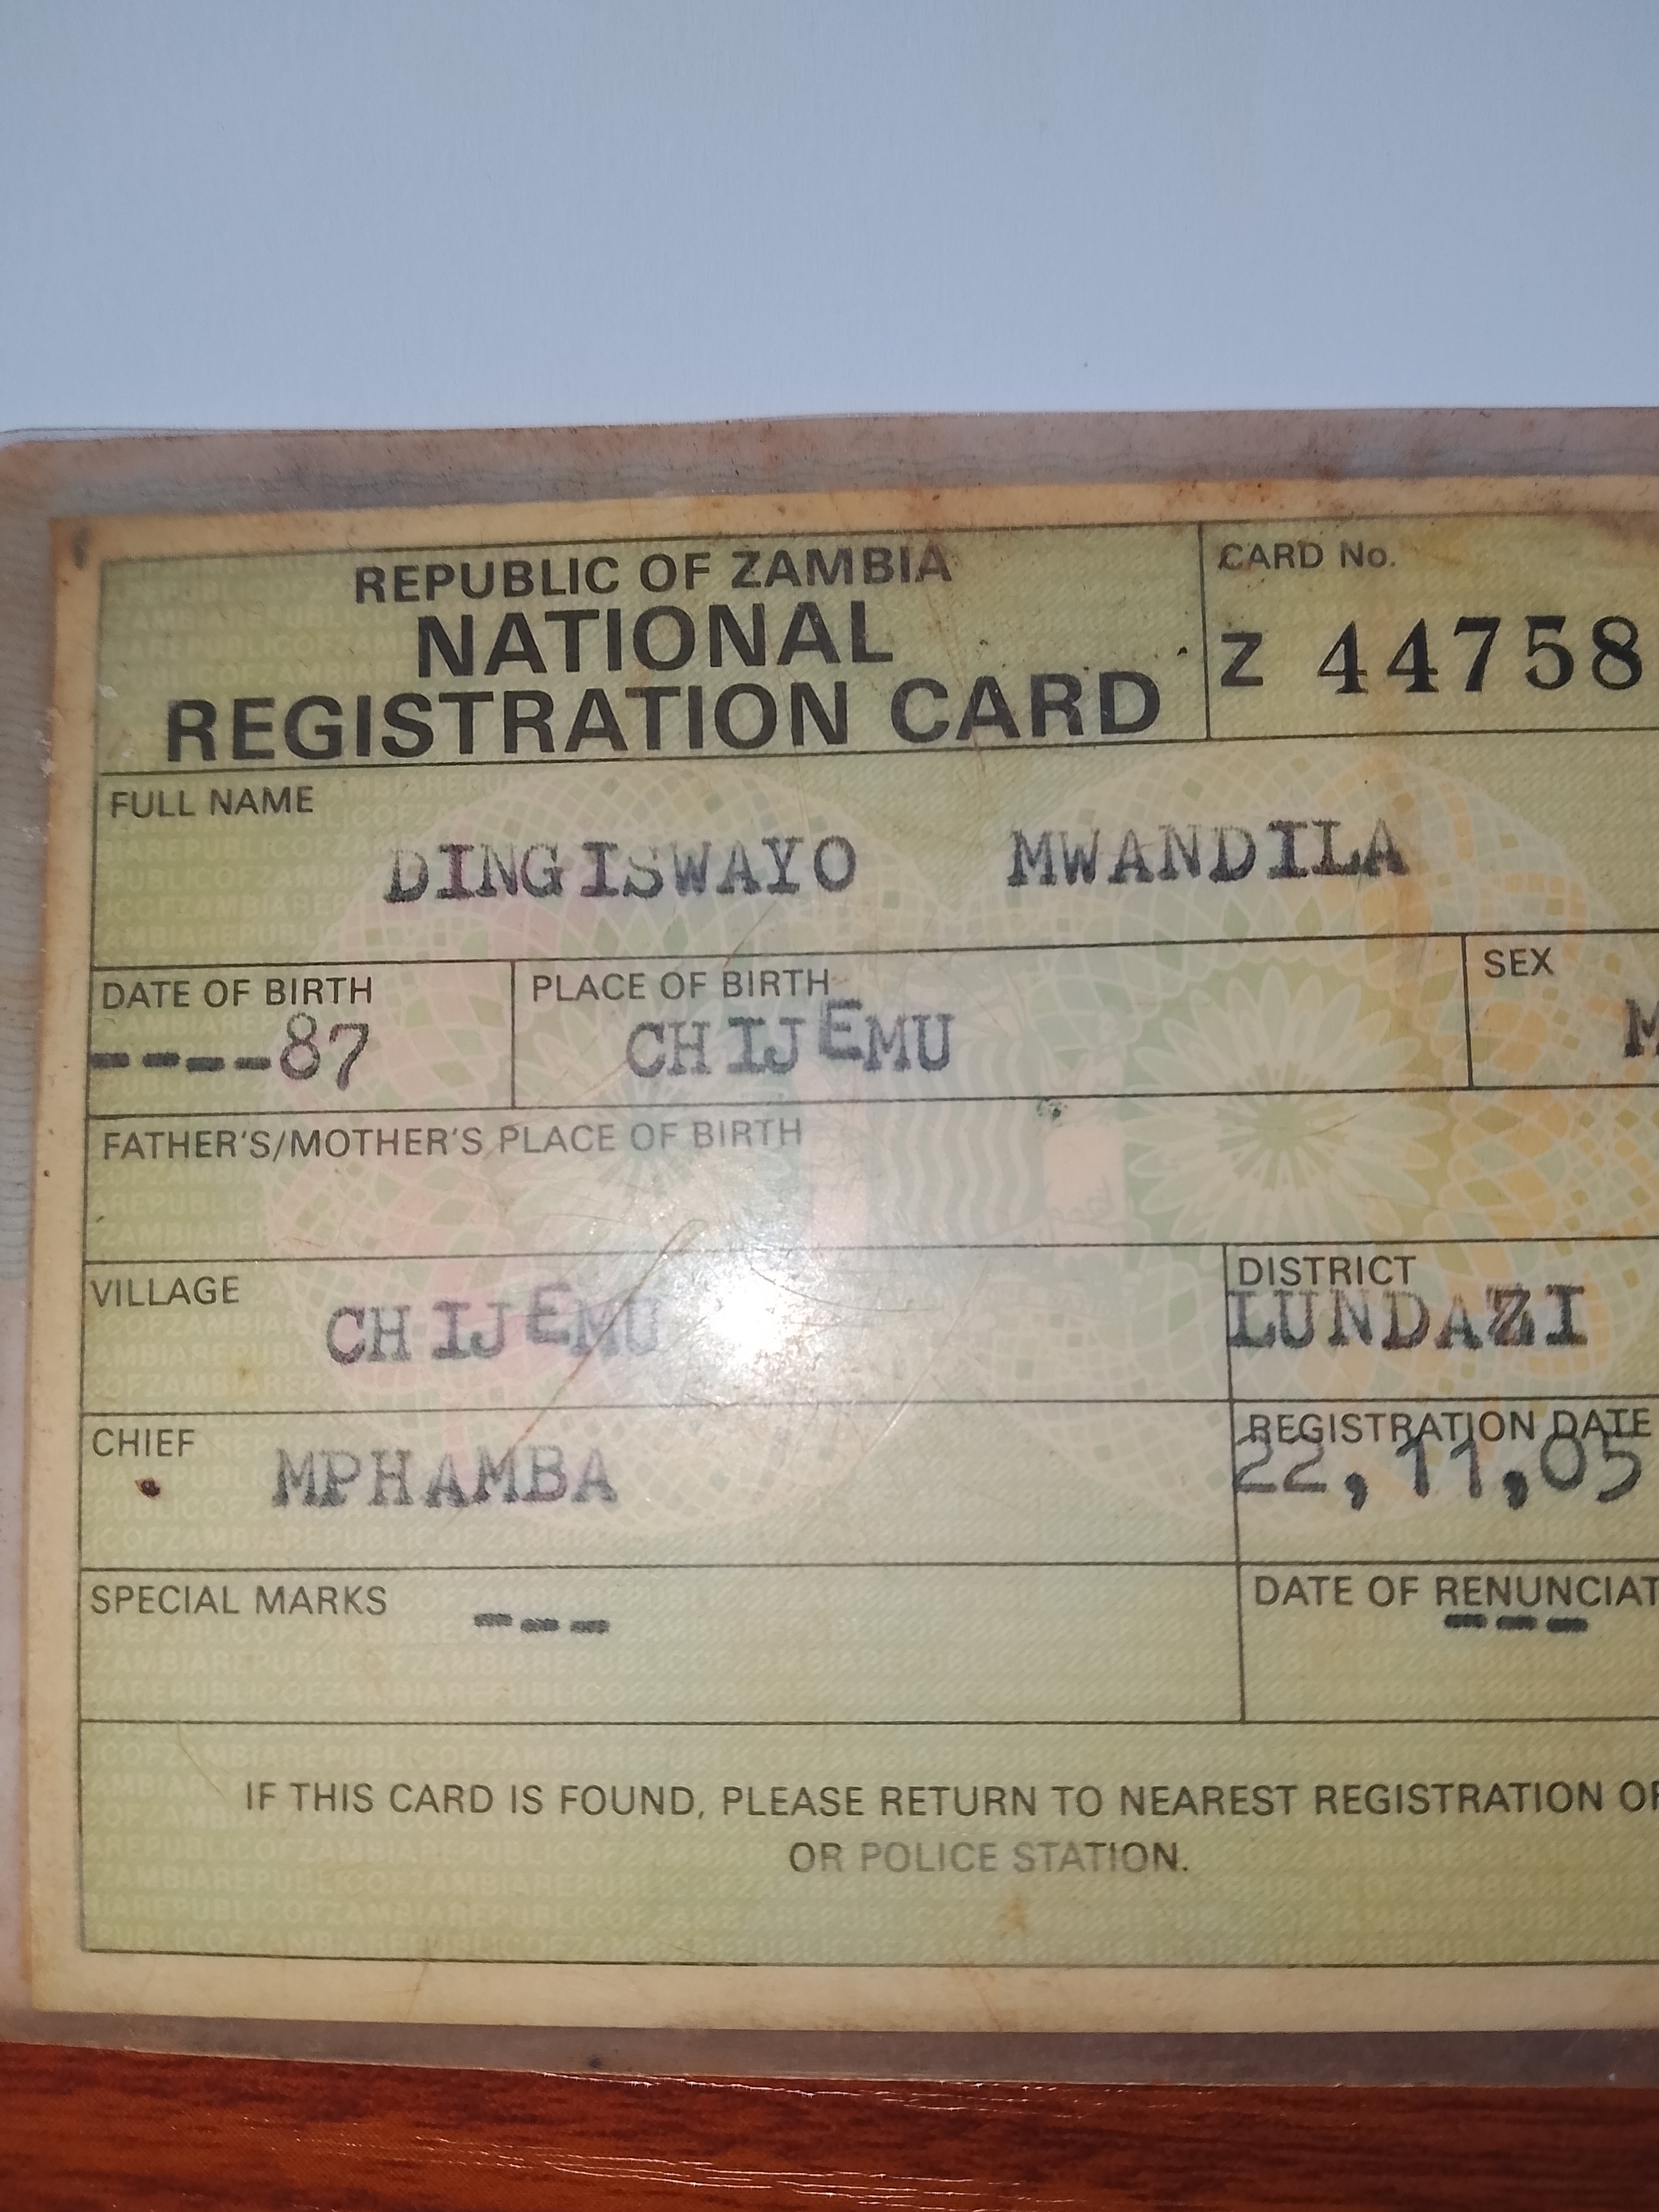 REPUBLIC OF ZAMBIA
NATIONAL
REGISTRATION CARD
CARD No.
Z 44758
FULL NAME
DINGISWAYO MWANDILA
DATE OF BIRTH
----87
PLACE OF BIRTH
CHIJEMU
SEX
M
FATHER'S/MOTHER'S PLACE OF BIRTH
VILLAGE
CHIJEMU
DISTRICT
LUNDAZI
CHIEF
MPHAMBA
REGISTRATION DATE
22,11,05
SPECIAL MARKS
---
DATE OF RENUNCIAT
---
IF THIS CARD IS FOUND, PLEASE RETURN TO NEAREST REGISTRATION
OR POLICE STATION.